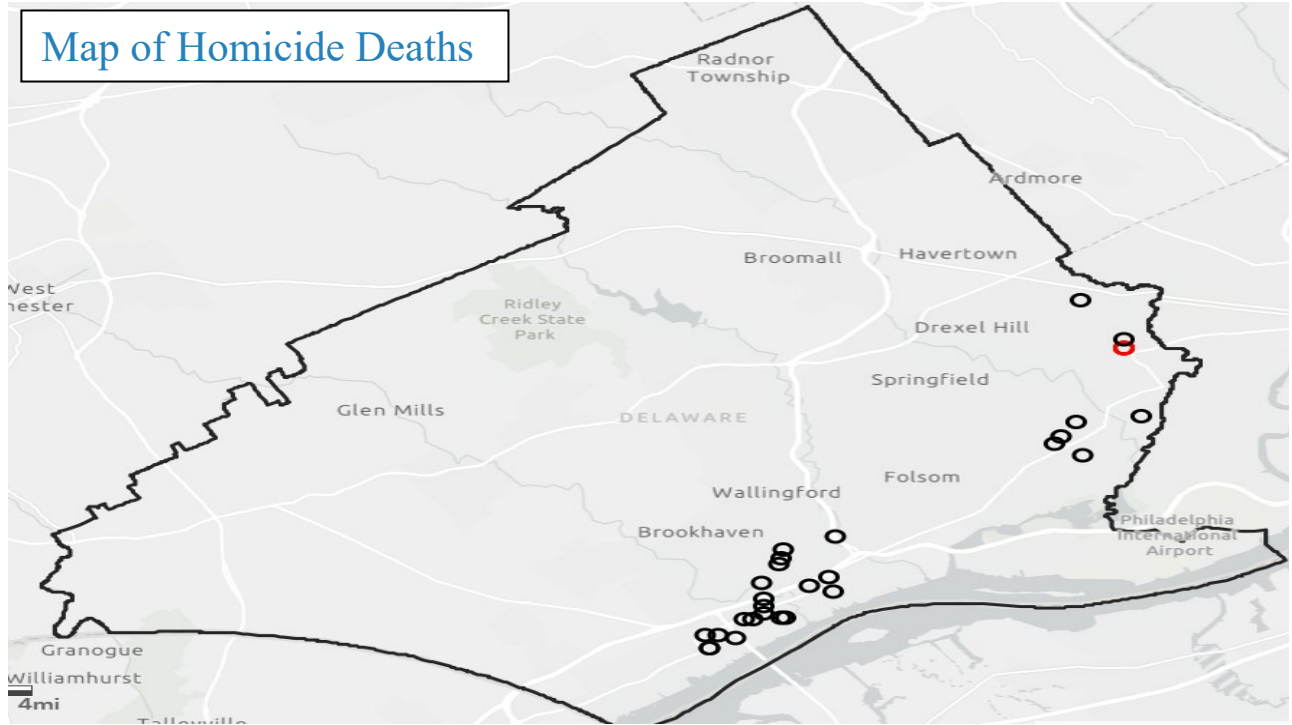 Map of Homicide Deaths
Radnor
Township
Ardmore
Broomall
Havertown
West
hester
Ridley
Creek State
Park
Drexel Hill
Springfield
Glen Mills
DELAWARE
Folsom
Wallingford
Brookhaven
Philadelphia
International
Airport
Granogue
Williamhurst
4mi
Talleyville